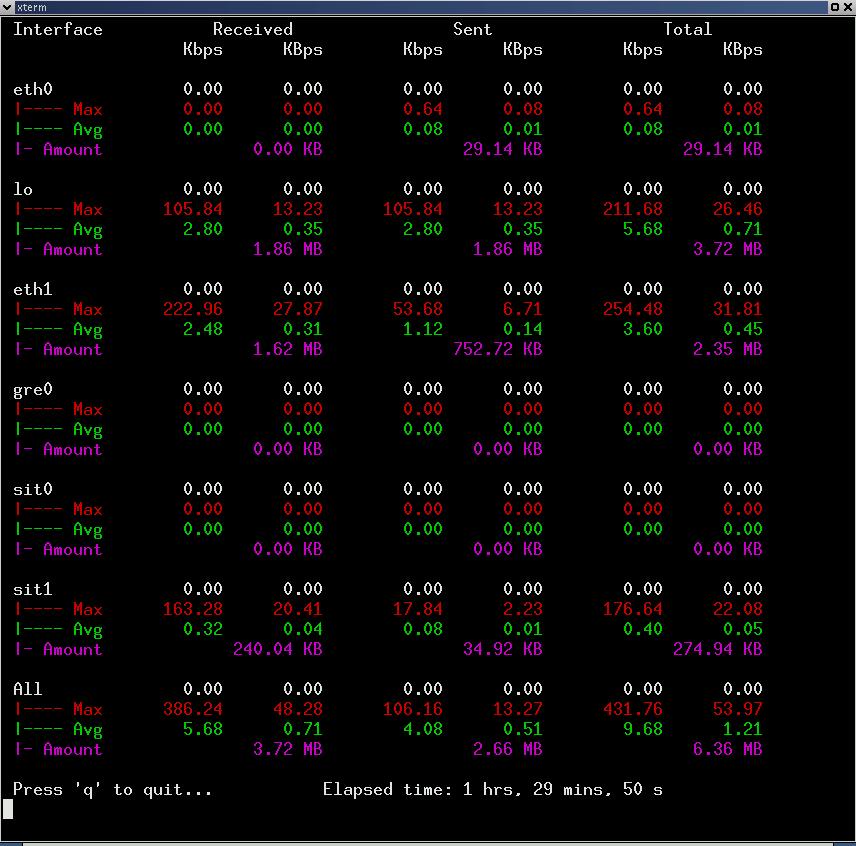 xterm
Interface Received Sent Total
Kbps KBps Kbps KBps Kbps KBps
eth0 0.00 0.00 0.00 0.00 0.00 0.00
|---- Max 0.00 0.00 0.64 0.08 0.64 0.08
|---- Avg 0.00 0.00 0.08 0.01 0.08 0.01
|- Amount 0.00 KB 29.14 KB 29.14 KB
lo 0.00 0.00 0.00 0.00 0.00 0.00
|---- Max 105.84 13.23 105.84 13.23 211.68 26.46
|---- Avg 2.80 0.35 2.80 0.35 5.68 0.71
|- Amount 1.86 MB 1.86 MB 3.72 MB
eth1 0.00 0.00 0.00 0.00 0.00 0.00
|---- Max 222.96 27.87 53.68 6.71 254.48 31.81
|---- Avg 2.48 0.31 1.12 0.14 3.60 0.45
|- Amount 1.62 MB 752.72 KB 2.35 MB
gre0 0.00 0.00 0.00 0.00 0.00 0.00
|---- Max 0.00 0.00 0.00 0.00 0.00 0.00
|---- Avg 0.00 0.00 0.00 0.00 0.00 0.00
|- Amount 0.00 KB 0.00 KB 0.00 KB
sit0 0.00 0.00 0.00 0.00 0.00 0.00
|---- Max 0.00 0.00 0.00 0.00 0.00 0.00
|---- Avg 0.00 0.00 0.00 0.00 0.00 0.00
|- Amount 0.00 KB 0.00 KB 0.00 KB
sit1 0.00 0.00 0.00 0.00 0.00 0.00
|---- Max 163.28 20.41 17.84 2.23 176.64 22.08
|---- Avg 0.32 0.04 0.08 0.01 0.40 0.05
|- Amount 240.04 KB 34.92 KB 274.94 KB
All 0.00 0.00 0.00 0.00 0.00 0.00
|---- Max 386.24 48.28 106.16 13.27 431.76 53.97
|---- Avg 5.68 0.71 4.08 0.51 9.68 1.21
|- Amount 3.72 MB 2.66 MB 6.36 MB
Press 'q' to quit... Elapsed time: 1 hrs, 29 mins, 50 s